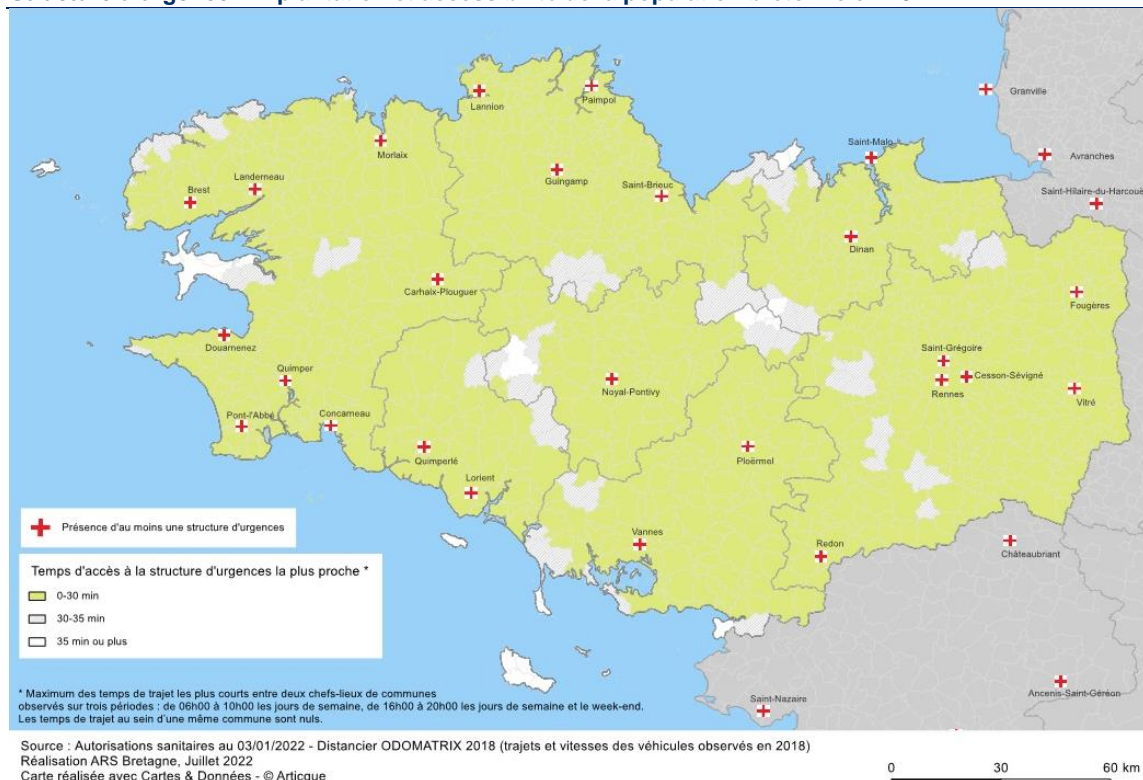 Granville
Lannion
Paimpol
Morlaix
Saint-Malo
Avranches
Landerneau
Guingamp
Saint-Brieuc
Brest
Saint-Hilaire-du-Harcouë
Dinan
Carhaix-Plouguer
Fougères
Douarnenez
Saint-Grégoire
Quimper
Cesson-Sévigné
Noyal-Pontivy
Rennes
Vitré
Pont-l'Abbé
Concarneau
Quimperlé
Ploërmel
Lorient
Vannes
Redon
Châteaubriant
Saint-Nazaire
Ancenis-Saint-Géréon
Présence d'au moins une structure d'urgences
Temps d'accès à la structure d'urgences la plus proche *
0-30 min
30-35 min
35 min ou plus
* Maximum des temps de trajet les plus courts entre deux chefs-lieux de communes
observés sur trois périodes : de 06h00 à 10h00 les jours de semaine, de 16h00 à 20h00 les jours de semaine et le week-end.
Les temps de trajet au sein d'une même commune sont nuls.
Source : Autorisations sanitaires au 03/01/2022 - Distancier ODOMATRIX 2018 (trajets et vitesses des véhicules observés en 2018)
Réalisation ARS Bretagne, Juillet 2022
Carte réalisée avec Cartes & Données - © Articque
0 30 60 km